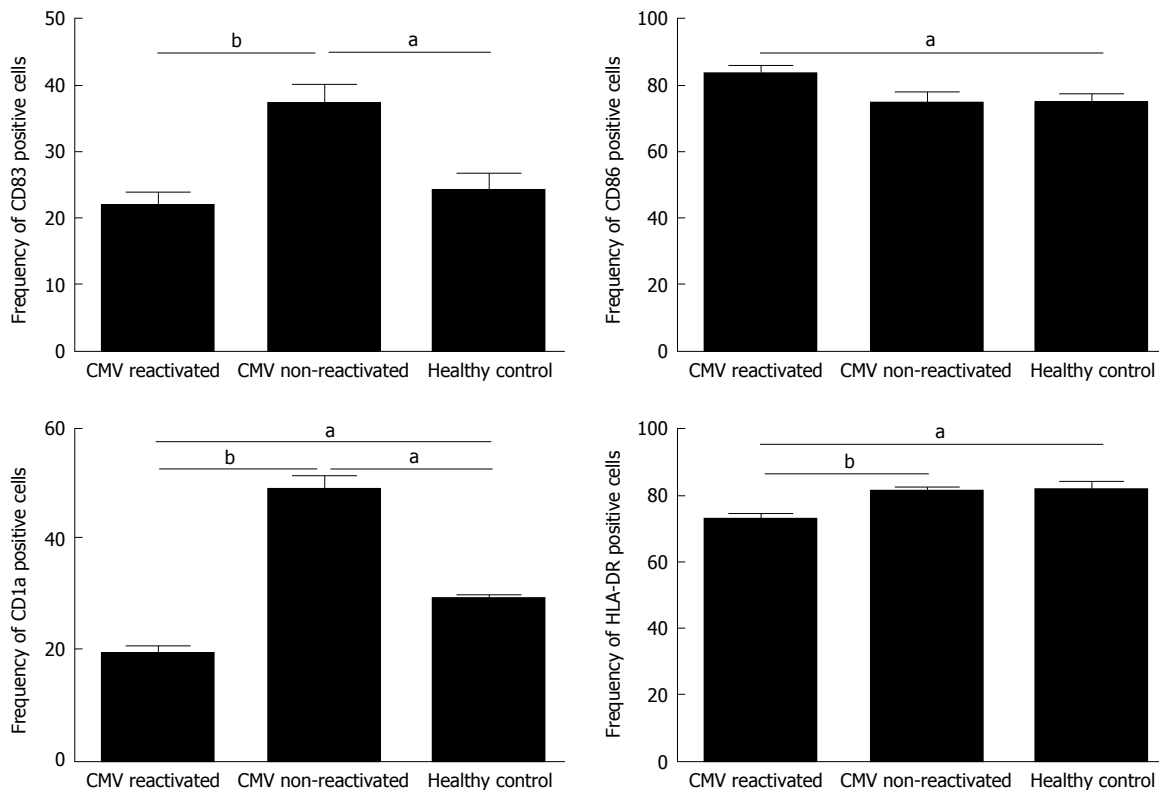 50
40
30
20
10
0
Frequency of CD83 positive cells
b
a
CMV reactivated
CMV non-reactivated
Healthy control
100
80
60
40
20
0
Frequency of CD86 positive cells
a
CMV reactivated
CMV non-reactivated
Healthy control
60
40
20
0
Frequency of CD1a positive cells
a
b
a
CMV reactivated
CMV non-reactivated
Healthy control
100
80
60
40
20
0
Frequency of HLA-DR positive cells
a
b
CMV reactivated
CMV non-reactivated
Healthy control